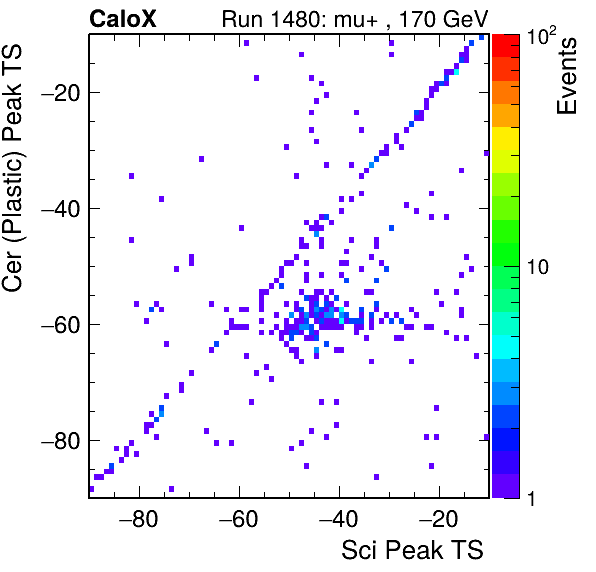 CaloX Run 1480: mu+ , 170 GeV
Cer (Plastic) Peak TS
−20
−40
−60
−80
−80 −60 −40 −20
Sci Peak TS
10²
10
1
Events